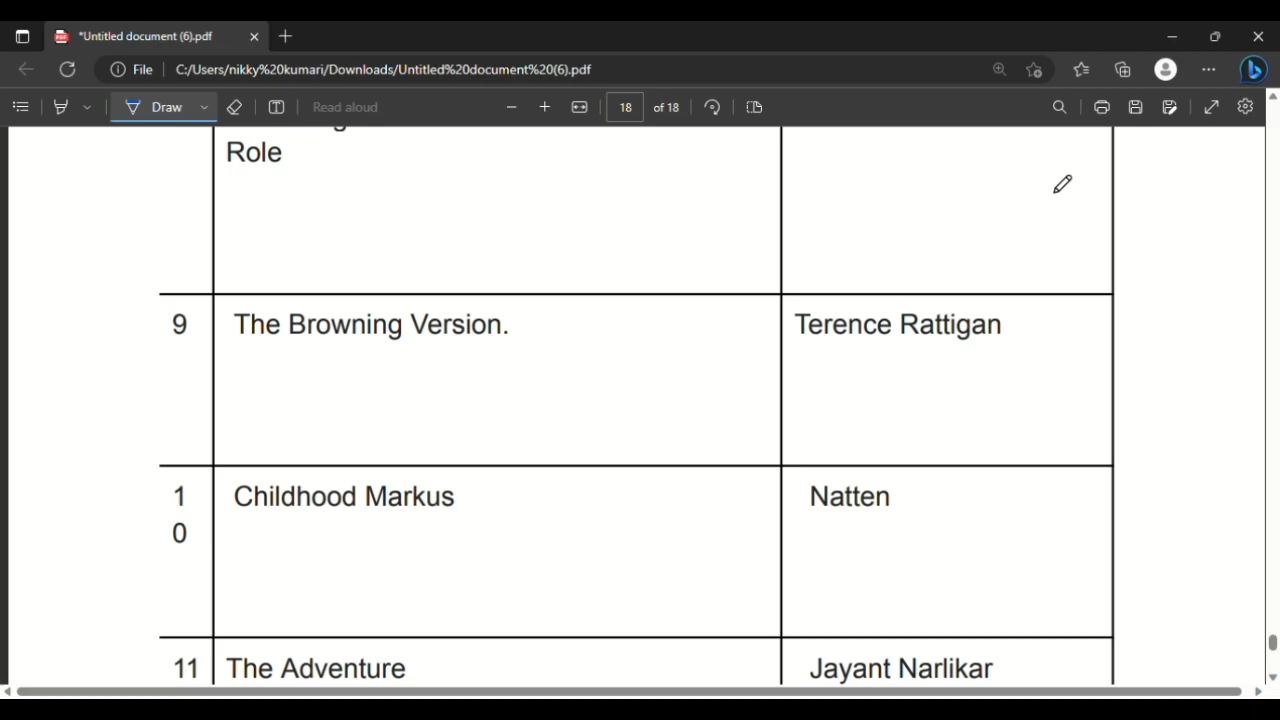 *Untitled document (6).pdf
File
C:/Users/nikky%20kumari/Downloads/Untitled%20document%20(6).pdf
Draw
Read aloud
18 of 18
Role
9 The Browning Version. Terence Rattigan
1 Childhood Markus Natten
0
11 The Adventure Jayant Narlikar